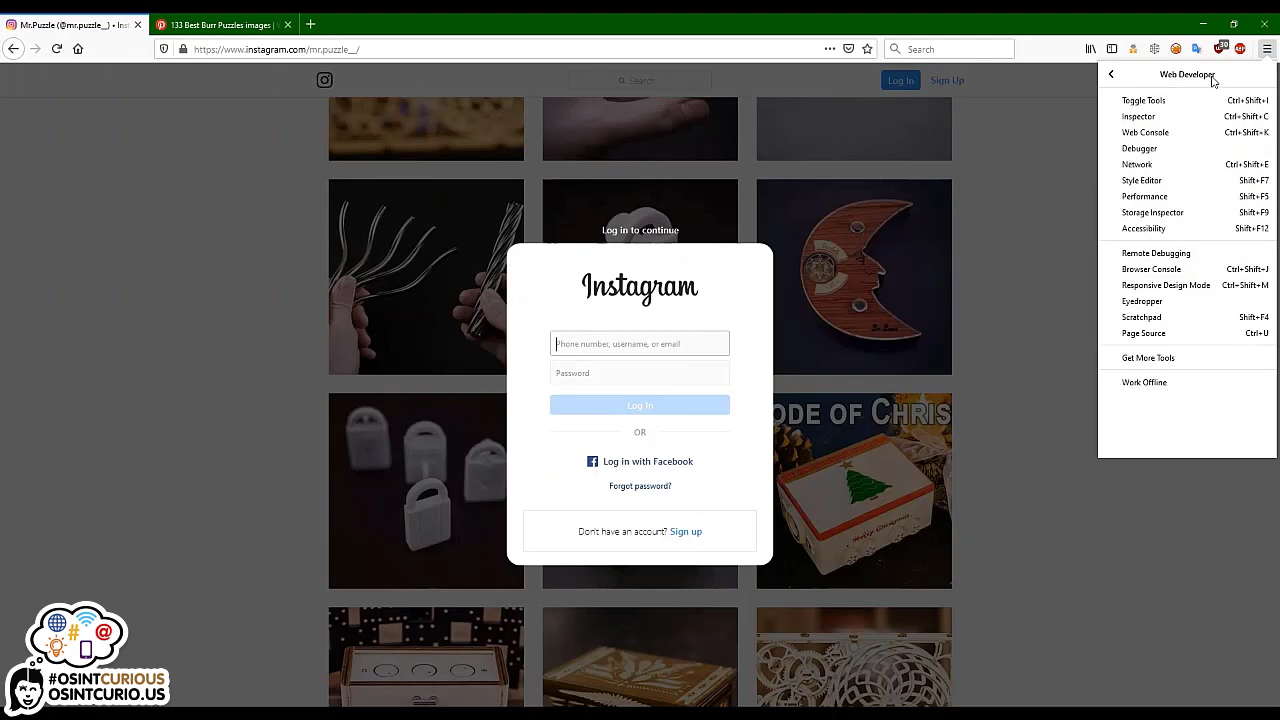 Mr.Puzzle (@mr.puzzle__) • Inst
133 Best Burr Puzzles images |
https://www.instagram.com/mr.puzzle__/
Search
30
ABP
Search
Log In
Sign Up
Web Developer
Toggle Tools Ctrl+Shift+I
Inspector Ctrl+Shift+C
Web Console Ctrl+Shift+K
Debugger
Network Ctrl+Shift+E
Style Editor Shift+F7
Performance Shift+F5
Storage Inspector Shift+F9
Accessibility Shift+F12
Remote Debugging
Browser Console Ctrl+Shift+J
Responsive Design Mode Ctrl+Shift+M
Eyedropper
Scratchpad Shift+F4
Page Source Ctrl+U
Get More Tools
Work Offline
Log in to continue
Instagram
Phone number, username, or email
Password
Log In
OR
Log in with Facebook
Forgot password?
Don't have an account? Sign up
ODE OF CHRIS
Merry Christmas
#OSINTCURIOUS
OSINTCURIO.US